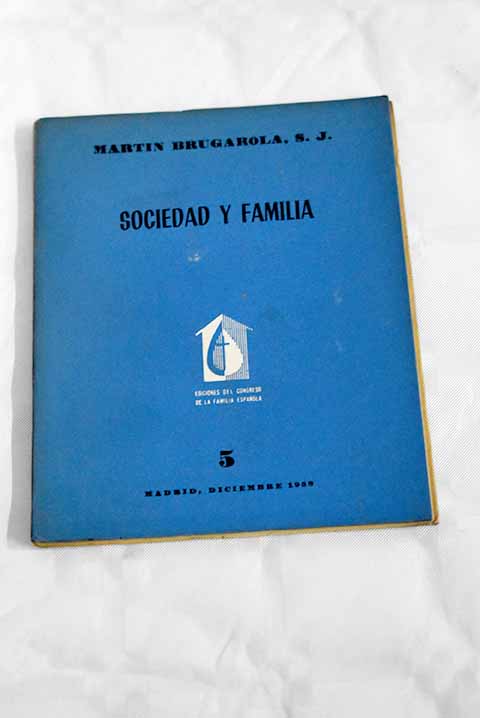 MARTIN BRUGAROLA, S. J.
SOCIEDAD Y FAMILIA
EDICIONES DEL CONGRESO
DE LA FAMILIA ESPAÑOLA
5
MADRID, DICIEMBRE 1959